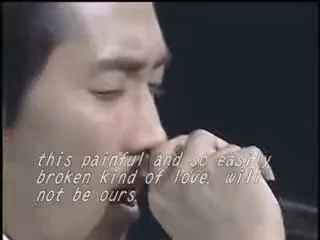 this painful and so easily
broken kind of love, will
not be ours.